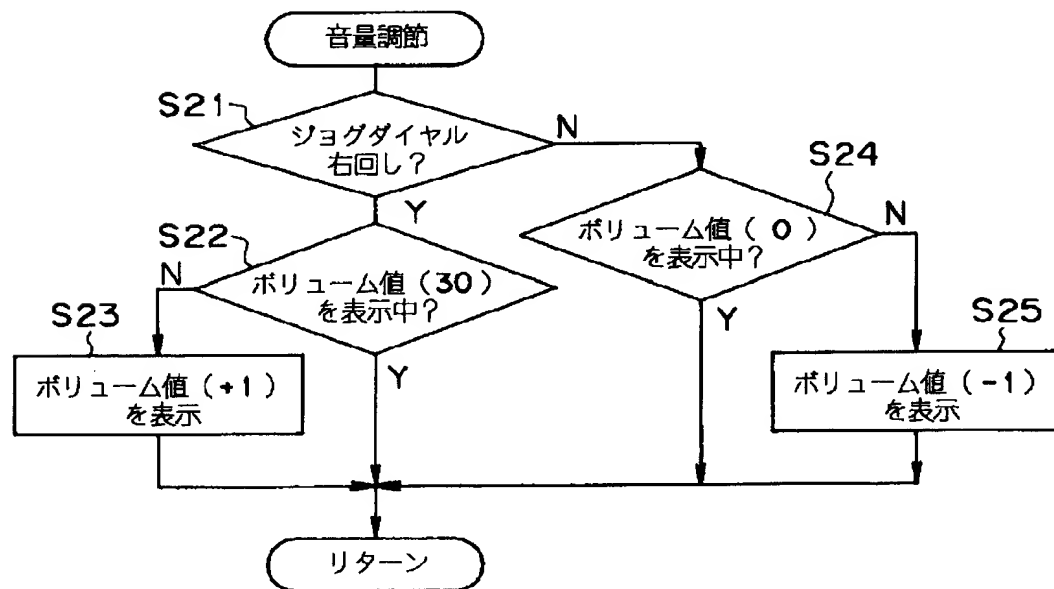 音量調節
S21
ジョグダイヤル
右回し？
N
Y
S24
ボリューム値（0）
を表示中？
N
Y
S22
ボリューム値（30）
を表示中？
N
Y
S23
ボリューム値（+1）
を表示
S25
ボリューム値（-1）
を表示
リターン